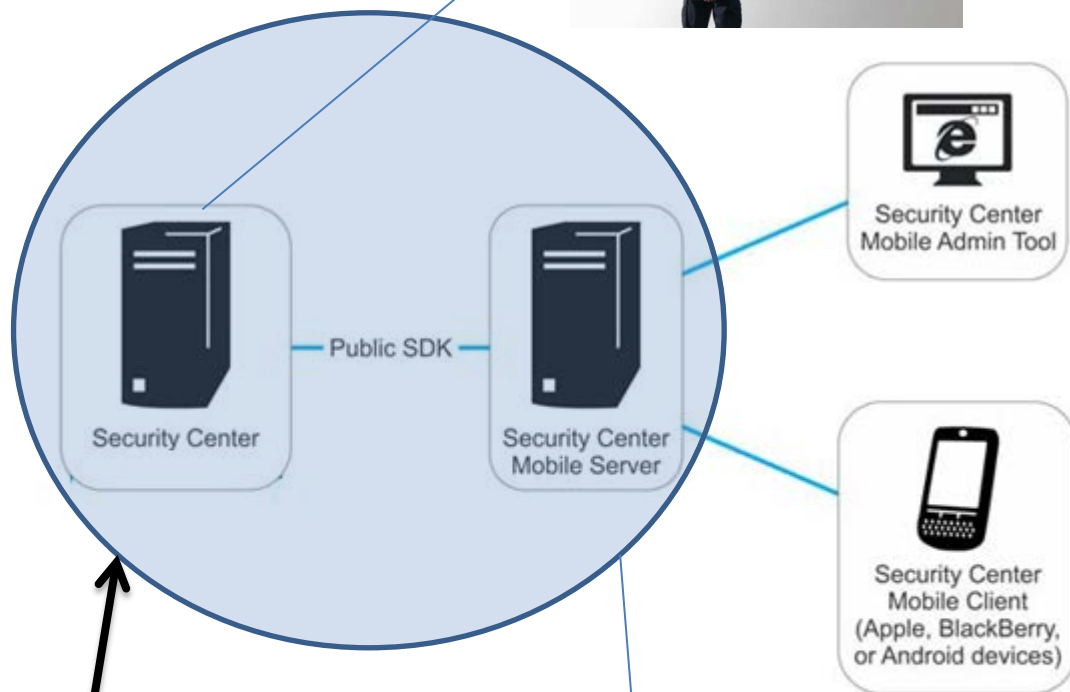 Security Center
Mobile Admin Tool
Public SDK
Security Center
Security Center
Mobile Server
Security Center
Mobile Client
(Apple, BlackBerry,
or Android devices)